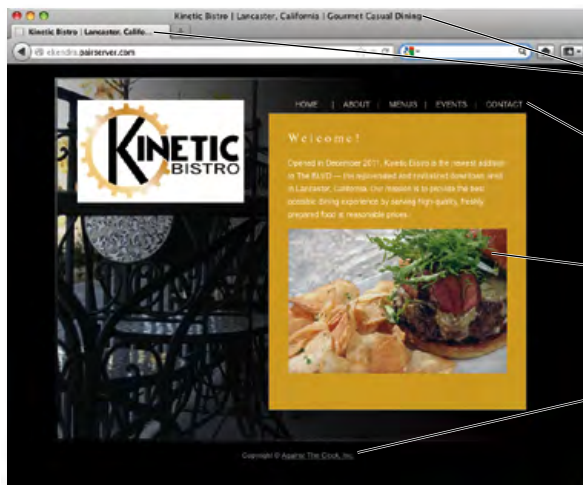 Kinetic Bistro | Lancaster, California | Gourmet Casual Dining
Kinetic Bistro | Lancaster, Califo...
ckendra.pairserver.com
HOME | ABOUT | MENUS | EVENTS | CONTACT
KINETIC
BISTRO
Welcome!
Opened in December 2011, Kinetic Bistro is the newest addition
to The BLVD — the rejuvenated and revitalized downtown area
in Lancaster, California. Our mission is to provide the best
possible dining experience by serving high-quality, freshly
prepared food at reasonable prices.
Copyright © Against The Clock, Inc.